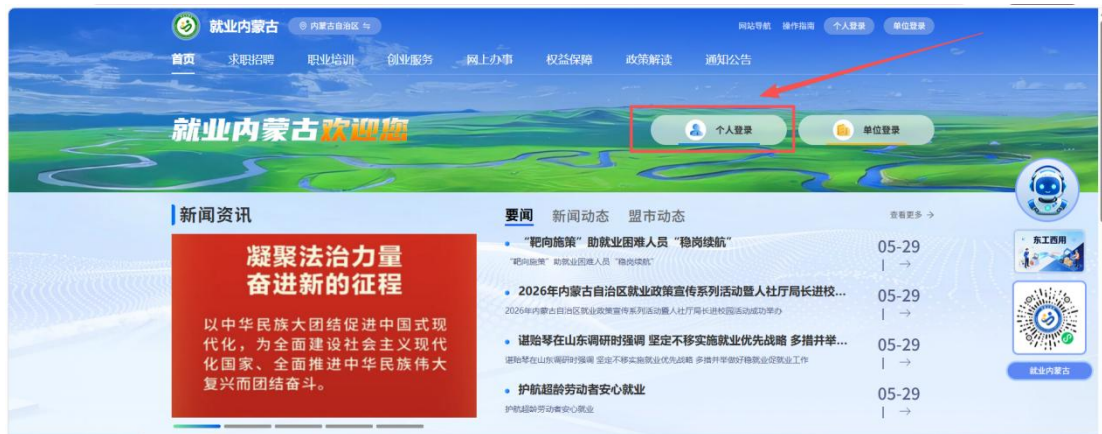 就业内蒙古
内蒙古自治区
网站导航 操作指南 个人登录 单位登录
首页 求职招聘 职业培训 创业服务 网上办事 权益保障 政策解读 通知公告
就业内蒙古欢迎您
个人登录
单位登录
新闻资讯
凝聚法治力量
奋进新的征程
以中华民族大团结促进中国式现
代化，为全面建设社会主义现代
化国家、全面推进中华民族伟大
复兴而团结奋斗。
要闻 新闻动态 盟市动态
查看更多 →
“靶向施策”助就业困难人员“稳岗续航”
“靶向施策”助就业困难人员“稳岗续航”
05-29
2026年内蒙古自治区就业政策宣传系列活动暨人社厅局长进校...
2026年内蒙古自治区就业政策宣传系列活动暨人社厅局长进校园活动成功举办
05-29
谌贻琴在山东调研时强调 坚定不移实施就业优先战略 多措并举...
谌贻琴在山东调研时强调 坚定不移实施就业优先战略 多措并举做好稳就业促就业工作
05-29
护航超龄劳动者安心就业
护航超龄劳动者安心就业
05-29
东工西用
就业内蒙古